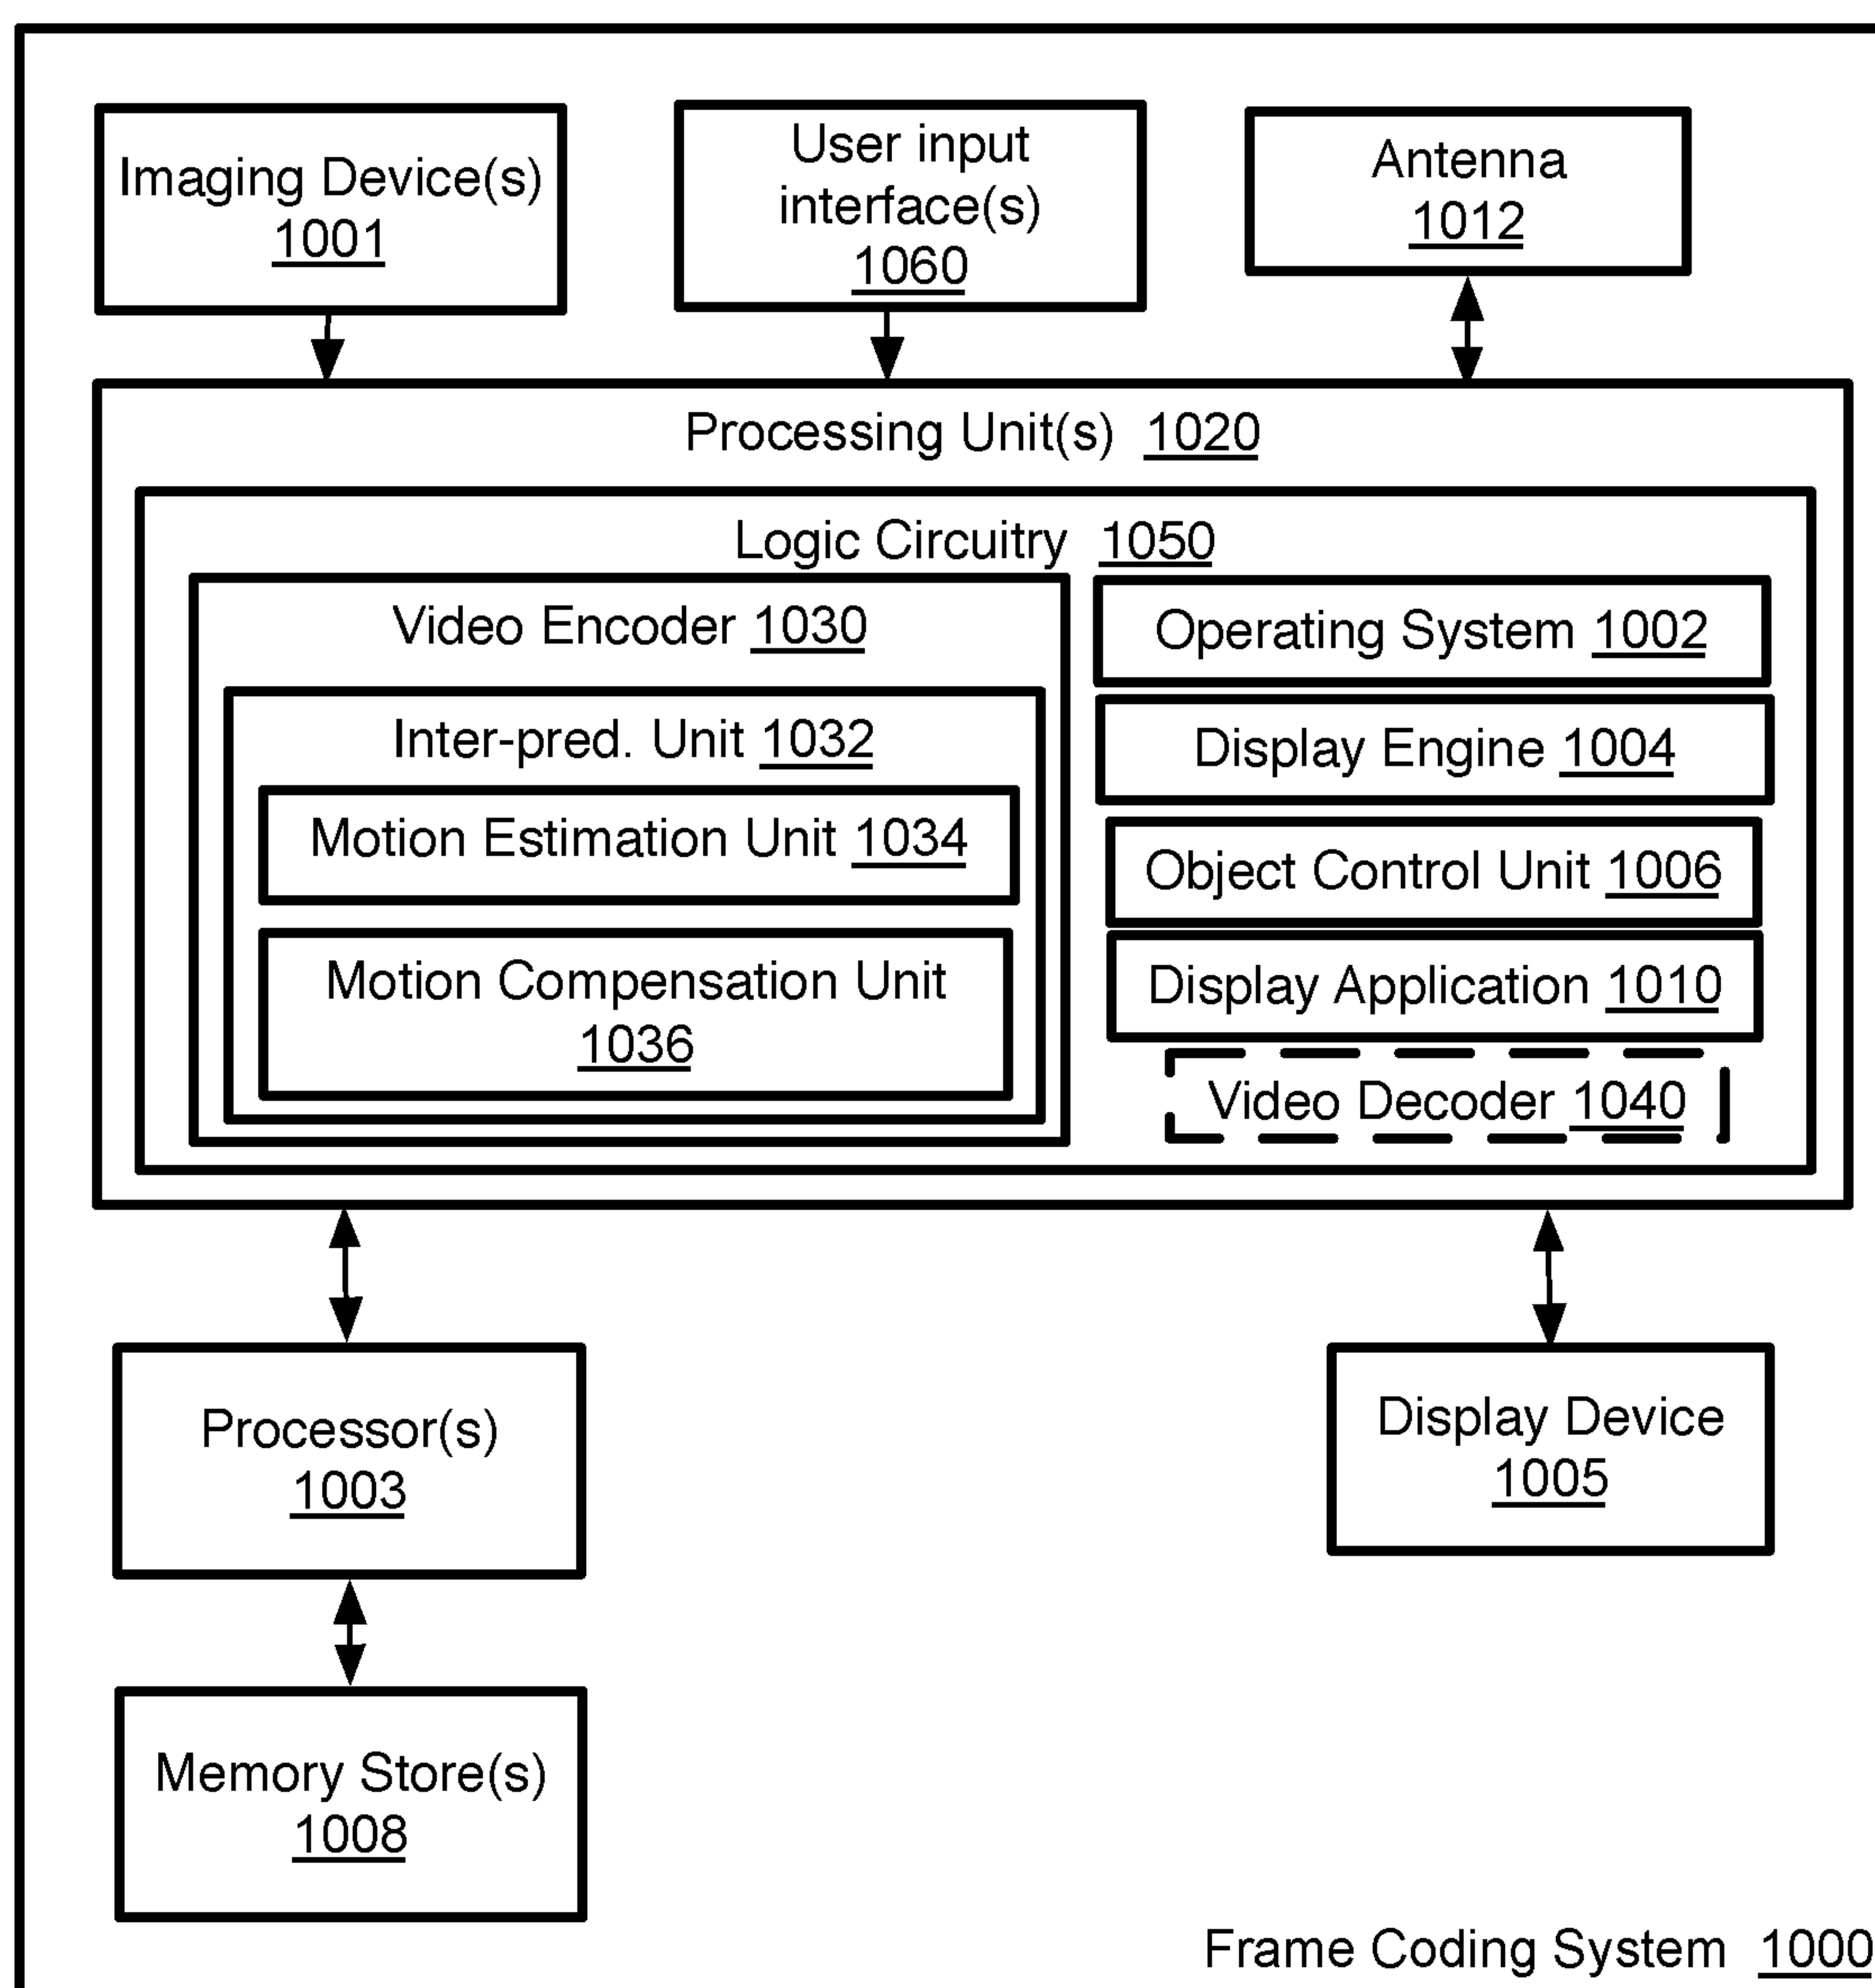 Imaging Device(s)
1001
User input
interface(s)
1060
Antenna
1012
Processing Unit(s) 1020
Logic Circuitry 1050
Video Encoder 1030
Inter-pred. Unit 1032
Motion Estimation Unit 1034
Motion Compensation Unit
1036
Operating System 1002
Display Engine 1004
Object Control Unit 1006
Display Application 1010
Video Decoder 1040
Processor(s)
1003
Display Device
1005
Memory Store(s)
1008
Frame Coding System 1000